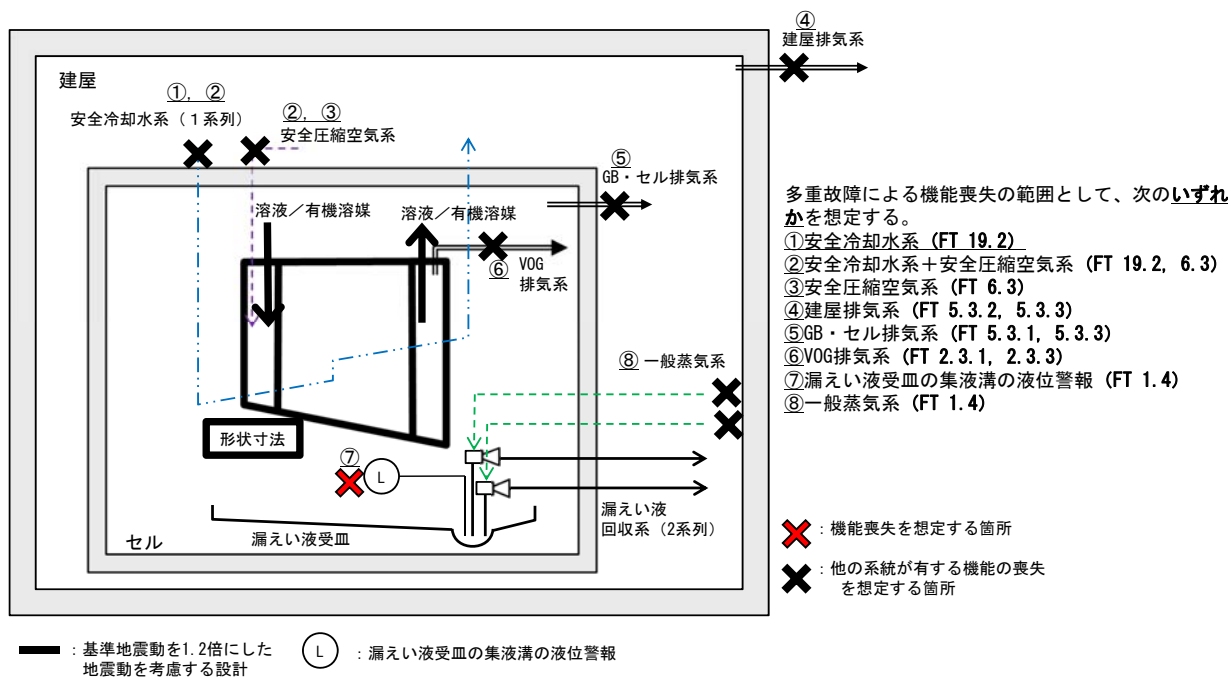 ④
建屋排気系
建屋
①, ②
安全冷却水系（１系列）
②, ③
安全圧縮空気系
⑤
GB・セル排気系
溶液／有機溶媒
溶液／有機溶媒
⑥
VOG
排気系
⑧ 一般蒸気系
形状寸法
⑦
L
漏えい液
回収系（2系列）
漏えい液受皿
セル
多重故障による機能喪失の範囲として、次のいずれ
かを想定する。
①安全冷却水系 (FT 19.2)
②安全冷却水系＋安全圧縮空気系 (FT 19.2, 6.3)
③安全圧縮空気系 (FT 6.3)
④建屋排気系 (FT 5.3.2, 5.3.3)
⑤GB・セル排気系 (FT 5.3.1, 5.3.3)
⑥VOG排気系 (FT 2.3.1, 2.3.3)
⑦漏えい液受皿の集液溝の液位警報 (FT 1.4)
⑧一般蒸気系 (FT 1.4)
：機能喪失を想定する箇所
：他の系統が有する機能の喪失
を想定する箇所
：基準地震動を1.2倍にした
地震動を考慮する設計
L ：漏えい液受皿の集液溝の液位警報